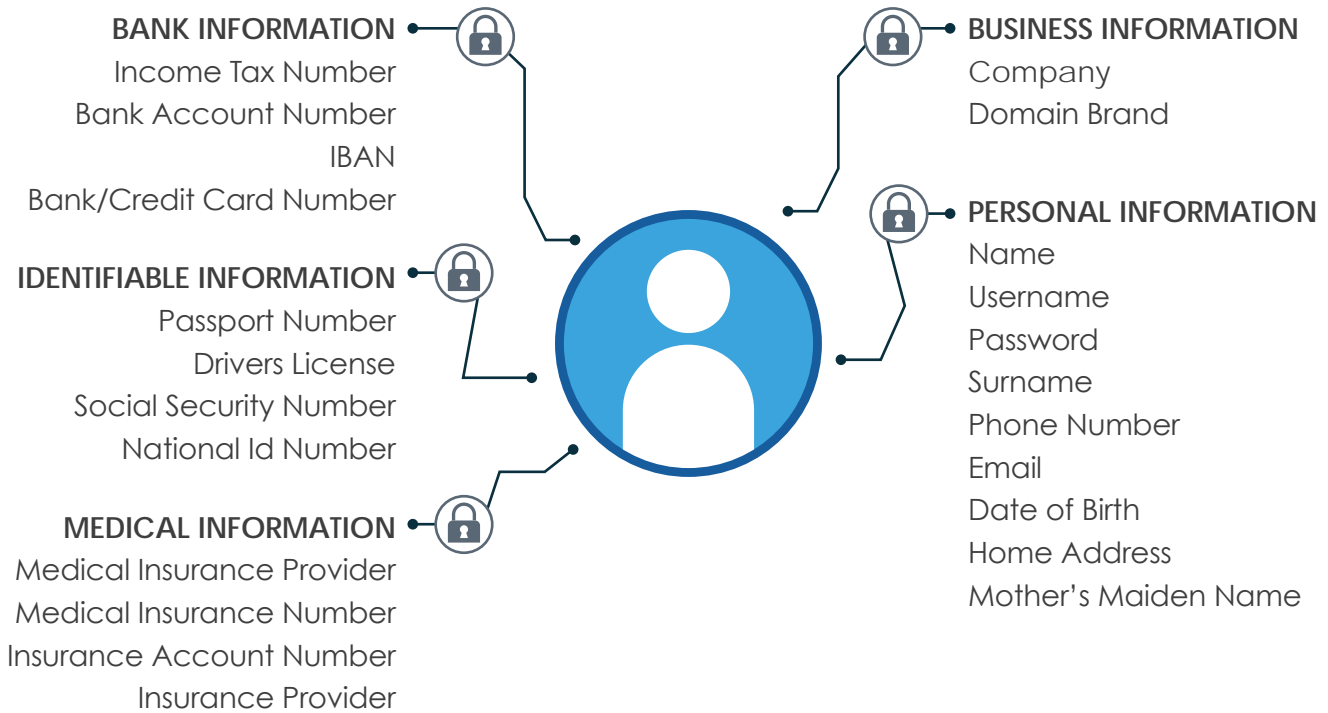 BANK INFORMATION
Income Tax Number
Bank Account Number
IBAN
Bank/Credit Card Number
IDENTIFIABLE INFORMATION
Passport Number
Drivers License
Social Security Number
National Id Number
MEDICAL INFORMATION
Medical Insurance Provider
Medical Insurance Number
Insurance Account Number
Insurance Provider
BUSINESS INFORMATION
Company
Domain Brand
PERSONAL INFORMATION
Name
Username
Password
Surname
Phone Number
Email
Date of Birth
Home Address
Mother’s Maiden Name